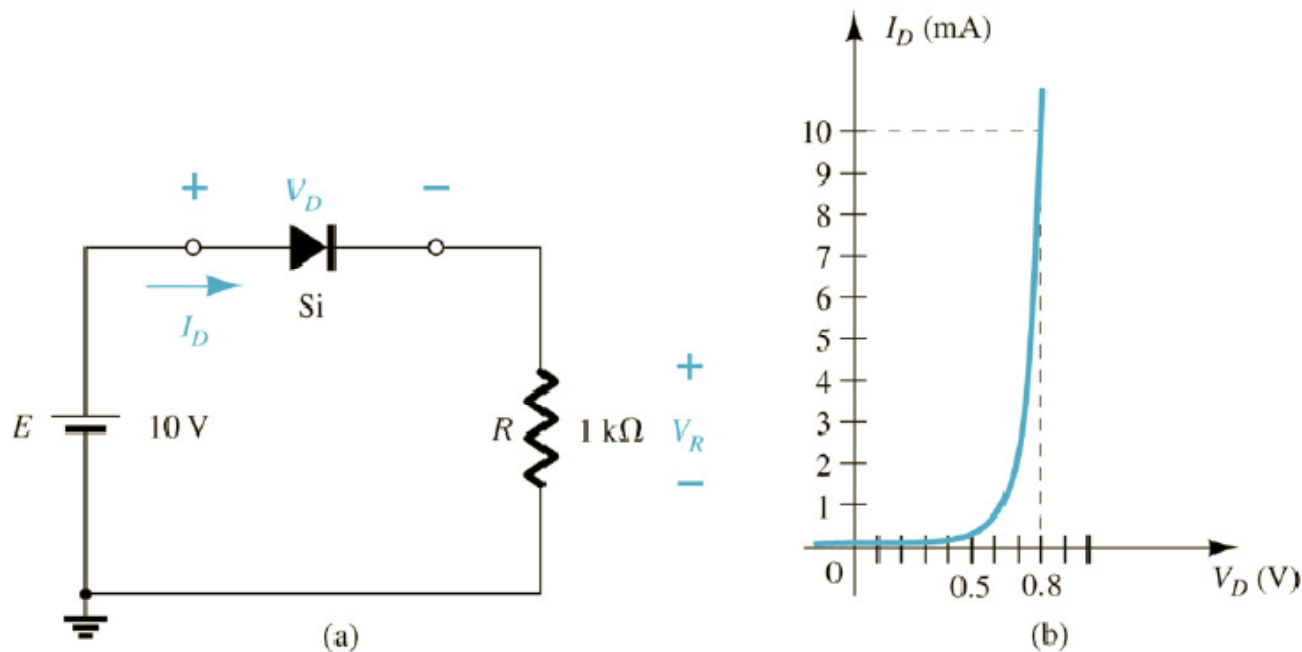 + V_D −
I_D
Si
E 10 V
R 1 kΩ
+
V_R
−
(a)
I_D (mA)
10
9
8
7
6
5
4
3
2
1
0 0.5 0.8 V_D (V)
(b)